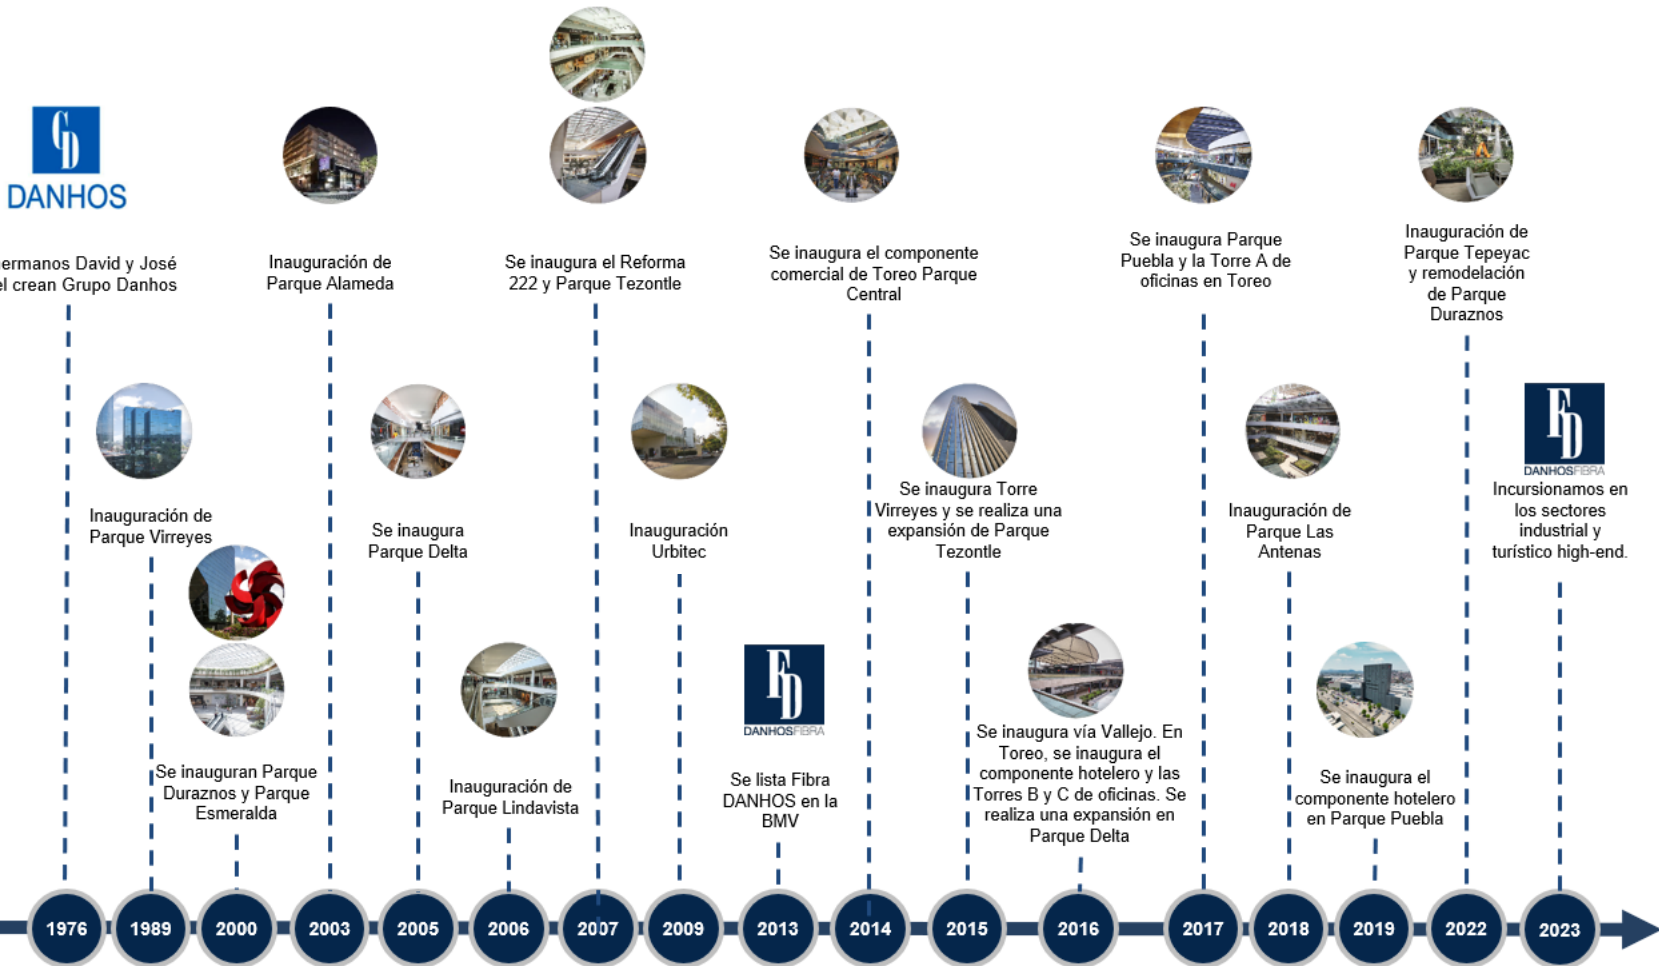 DANHOS
hermanos David y José
el crean Grupo Danhos
Inauguración de
Parque Virreyes
Se inauguran Parque
Duraznos y Parque
Esmeralda
Inauguración de
Parque Alameda
Se inaugura
Parque Delta
Inauguración de
Parque Lindavista
Se inaugura el Reforma
222 y Parque Tezontle
Inauguración
Urbitec
DANHOSFIBRA
Se lista Fibra
DANHOS en la
BMV
Se inaugura el componente
comercial de Toreo Parque
Central
Se inaugura Torre
Virreyes y se realiza una
expansión de Parque
Tezontle
Se inaugura vía Vallejo. En
Toreo, se inaugura el
componente hotelero y las
Torres B y C de oficinas. Se
realiza una expansión en
Parque Delta
Se inaugura Parque
Puebla y la Torre A de
oficinas en Toreo
Inauguración de
Parque Las
Antenas
Se inaugura el
componente hotelero
en Parque Puebla
Inauguración de
Parque Tepeyac
y remodelación
de Parque
Duraznos
DANHOSFIBRA
Incursionamos en
los sectores
industrial y
turístico high-end.
1976
1989
2000
2003
2005
2006
2007
2009
2013
2014
2015
2016
2017
2018
2019
2022
2023